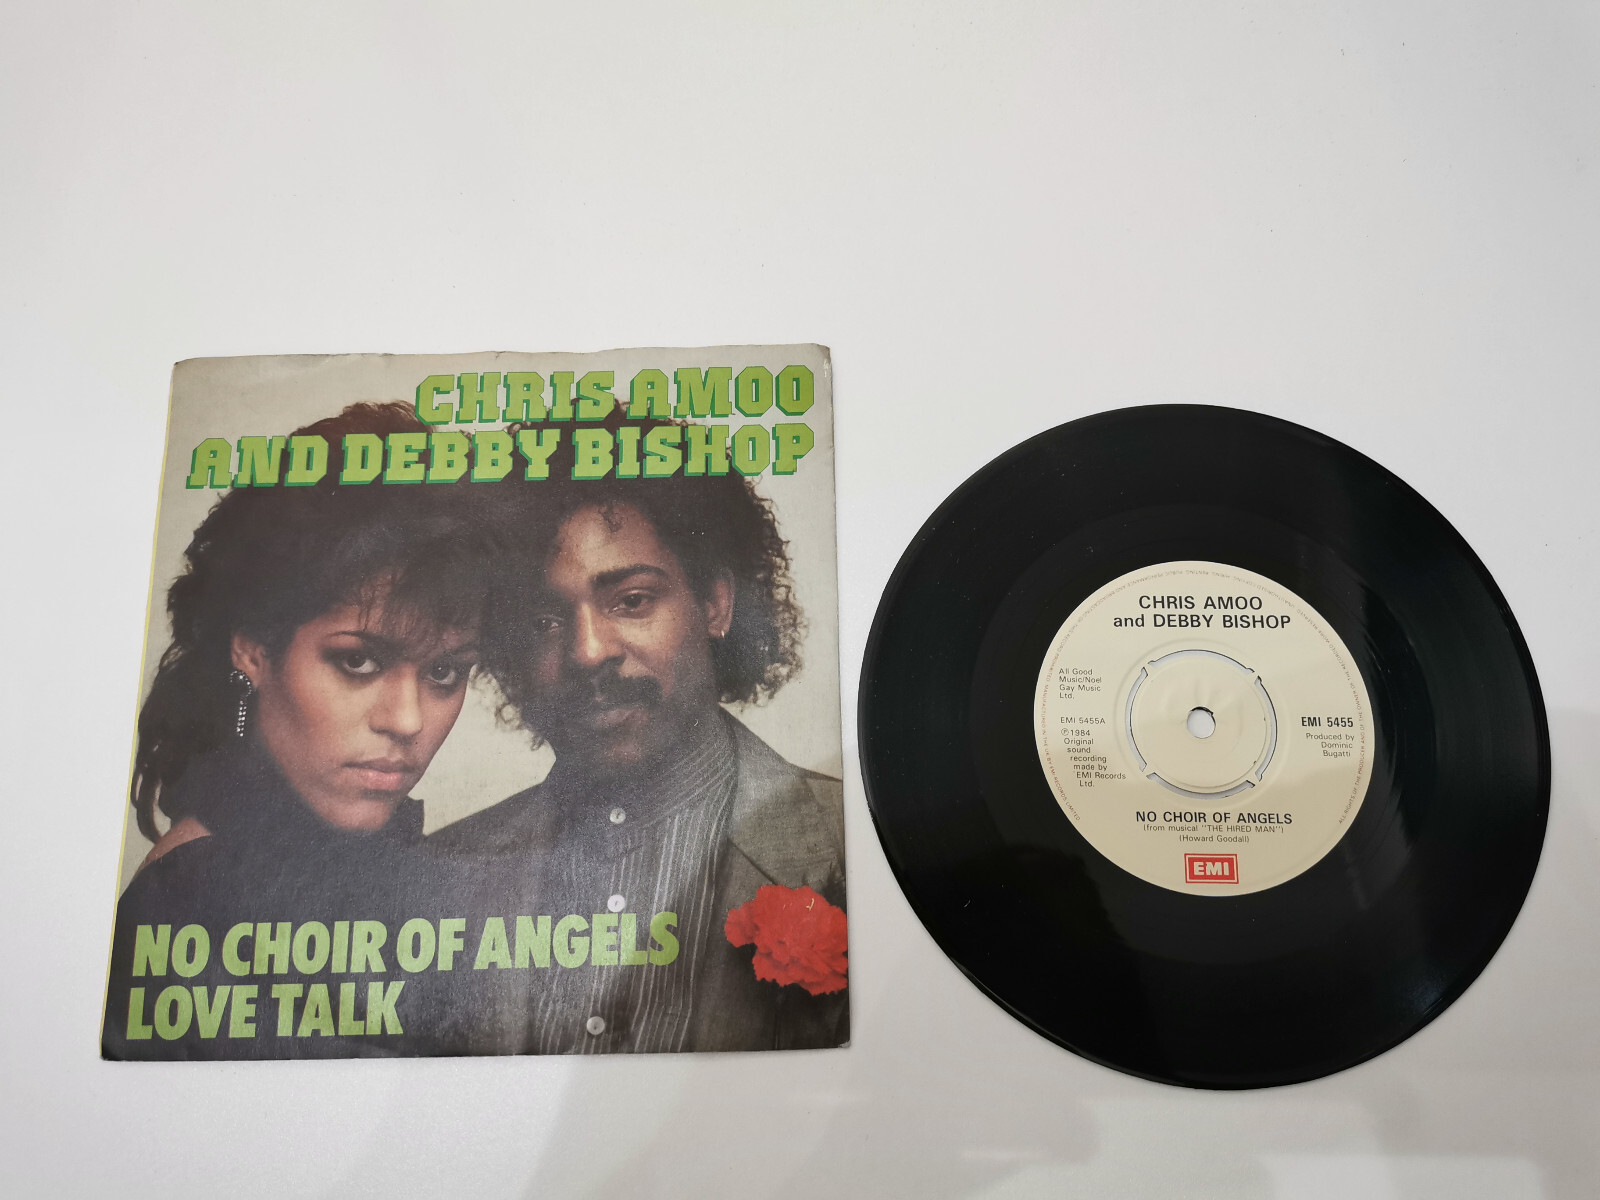 CHRIS AMOO
AND DEBBY BISHOP
NO CHOIR OF ANGELS
LOVE TALK
CHRIS AMOO
and DEBBY BISHOP
All Good
Music/Noel
Gay Music
Ltd.
EMI 5455A
℗1984
Original
sound
recording
made by
EMI Records
Ltd.
EMI 5455
Produced by
Dominic
Bugatti
NO CHOIR OF ANGELS
(from musical "THE HIRED MAN")
(Howard Goodall)
EMI